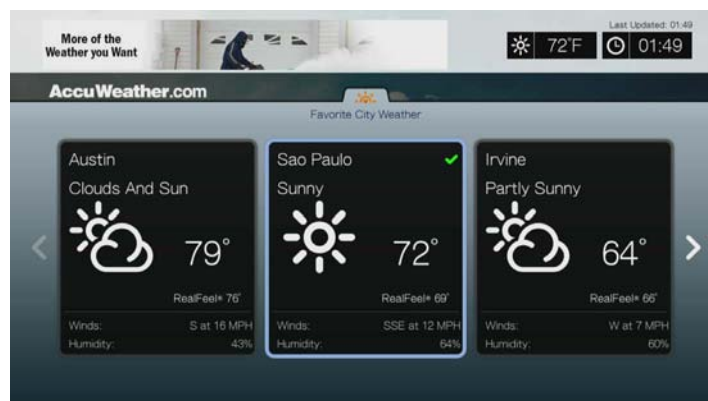 More of the
Weather you Want
Last Updated: 01:49
72°F
01:49
AccuWeather.com
Favorite City Weather
Austin
Clouds And Sun
79°
RealFeel® 76°
Winds: S at 16 MPH
Humidity: 43%
Sao Paulo
Sunny
72°
RealFeel® 69°
Winds: SSE at 12 MPH
Humidity: 64%
Irvine
Partly Sunny
64°
RealFeel® 66°
Winds: W at 7 MPH
Humidity: 60%